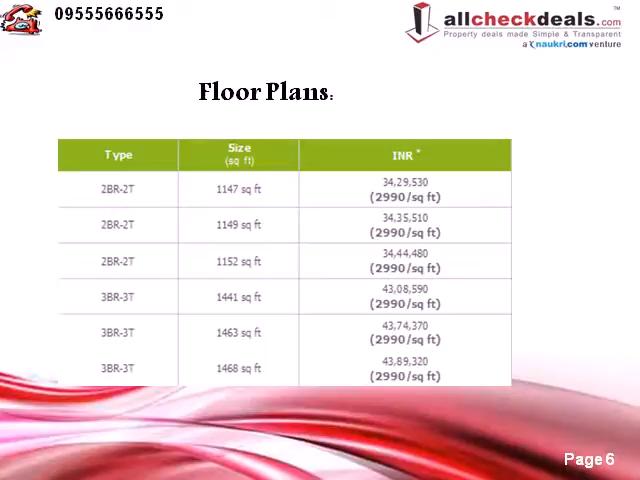 09555666555
allcheckdeals.com
TM
Property deals made Simple & Transparent
a naukri.com venture
Floor Plans:
Type Size (sq ft) INR *
2BR-2T 1147 sq ft 34,29,530 (2990/sq ft)
2BR-2T 1149 sq ft 34,35,510 (2990/sq ft)
2BR-2T 1152 sq ft 34,44,480 (2990/sq ft)
3BR-3T 1441 sq ft 43,08,590 (2990/sq ft)
3BR-3T 1463 sq ft 43,74,370 (2990/sq ft)
3BR-3T 1468 sq ft 43,89,320 (2990/sq ft)
Page 6